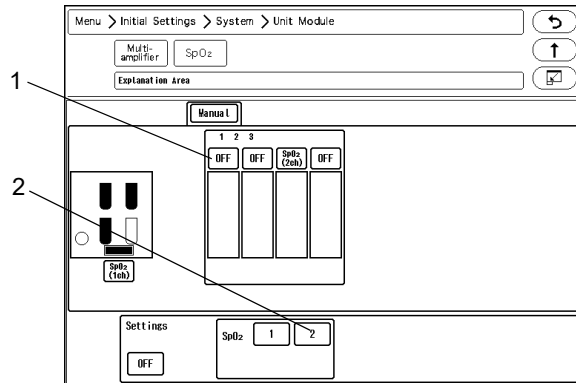 Menu > Initial Settings > System > Unit Module
Multi-
amplifier
SpO₂
Explanation Area
1
Manual
1 2 3
OFF
OFF
SpO₂
(2ch)
OFF
2
SpO₂
(1ch)
Settings
OFF
SpO₂
1
2